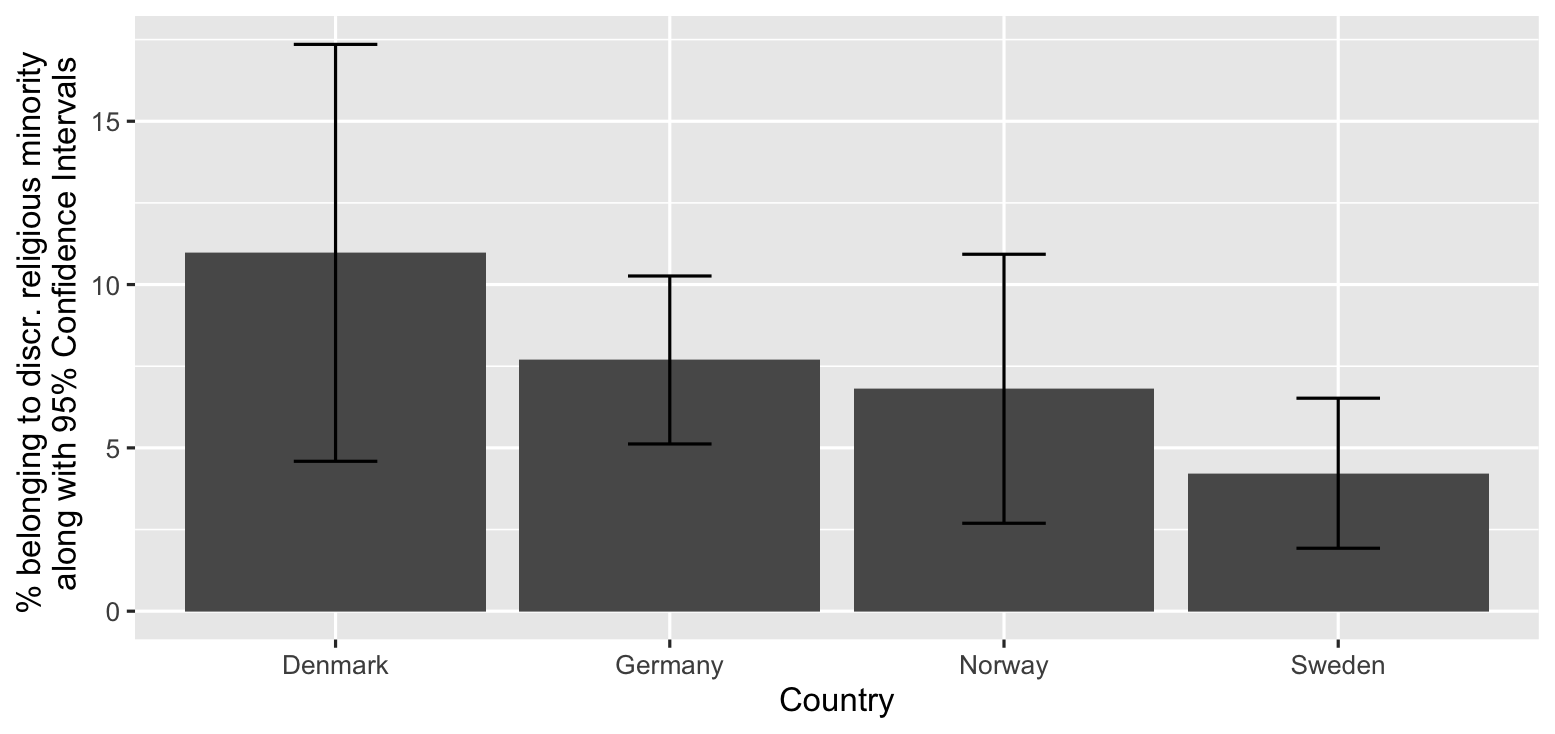 % belonging to discr. religious minority
along with 95% Confidence Intervals
15
10
5
0
Denmark Germany Norway Sweden
Country